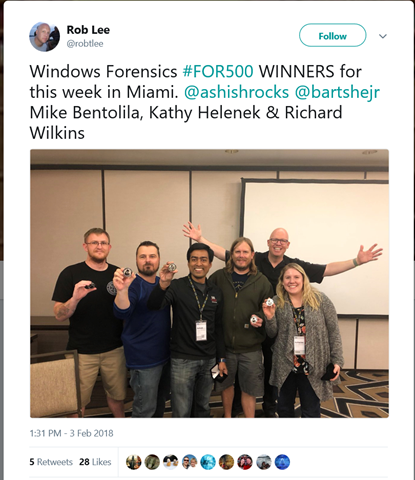 Rob Lee
@robtlee
Follow
Windows Forensics #FOR500 WINNERS for
this week in Miami. @ashishrocks @bartshejr
Mike Bentolila, Kathy Helenek & Richard
Wilkins
1:31 PM - 3 Feb 2018
5 Retweets 28 Likes